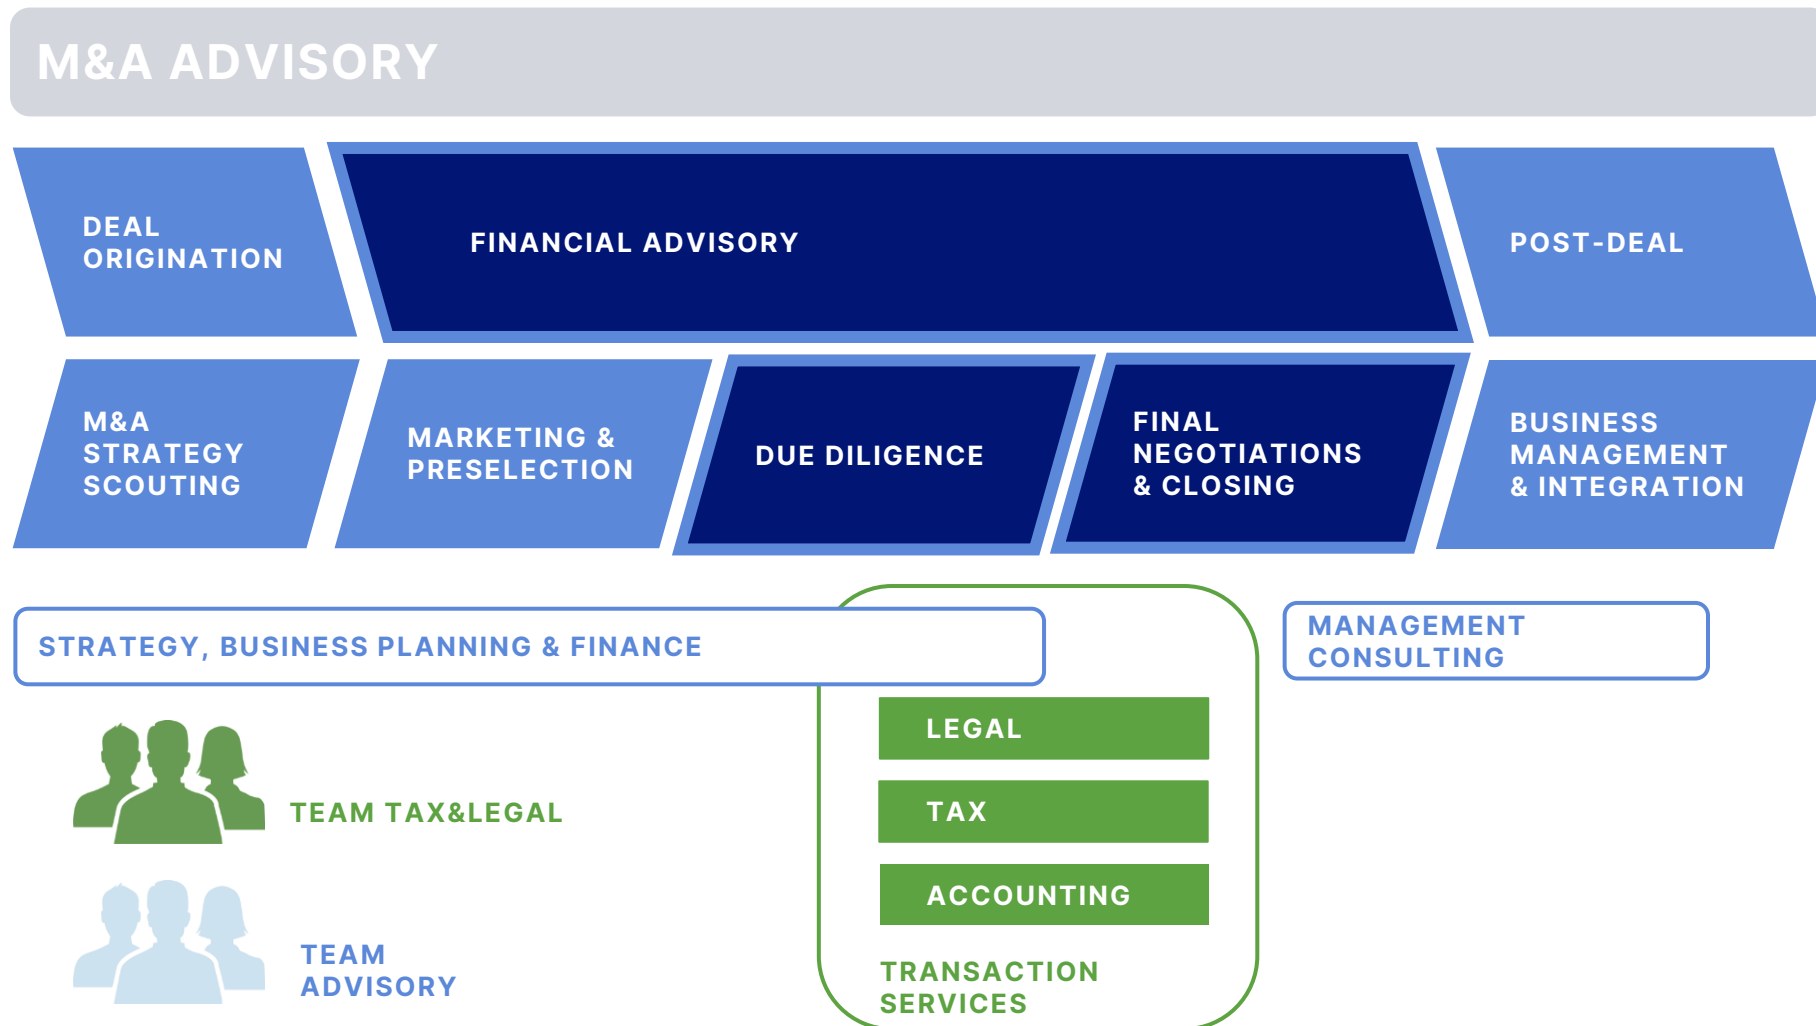 M&A ADVISORY
DEAL
ORIGINATION
FINANCIAL ADVISORY
POST-DEAL
M&A
STRATEGY
SCOUTING
MARKETING &
PRESELECTION
DUE DILIGENCE
FINAL
NEGOTIATIONS
& CLOSING
BUSINESS
MANAGEMENT
& INTEGRATION
STRATEGY, BUSINESS PLANNING & FINANCE
MANAGEMENT
CONSULTING
LEGAL
TAX
ACCOUNTING
TRANSACTION
SERVICES
TEAM TAX&LEGAL
TEAM
ADVISORY